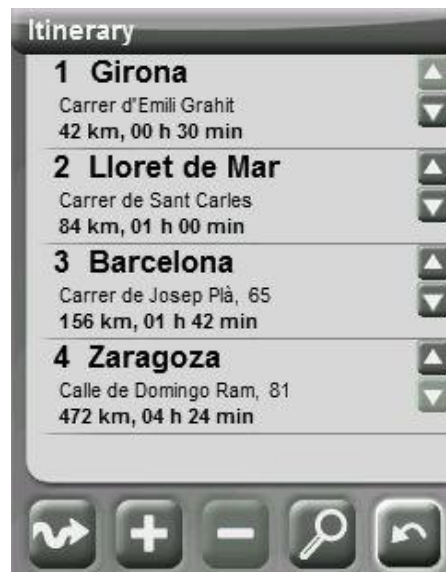 Itinerary
1 Girona
Carrer d'Emili Grahit
42 km, 00 h 30 min
2 Lloret de Mar
Carrer de Sant Carles
84 km, 01 h 00 min
3 Barcelona
Carrer de Josep Plà, 65
156 km, 01 h 42 min
4 Zaragoza
Calle de Domingo Ram, 81
472 km, 04 h 24 min